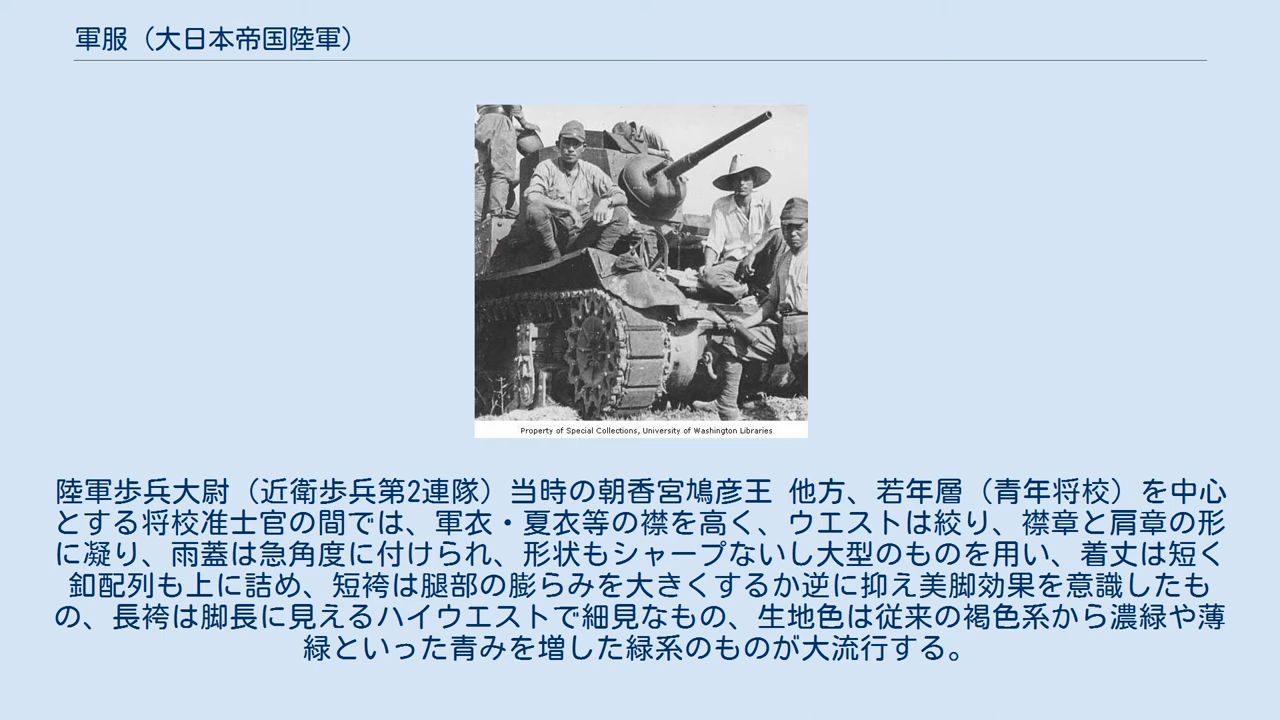 軍服（大日本帝国陸軍）
Property of Special Collections, University of Washington Libraries
陸軍歩兵大尉（近衛歩兵第2連隊）当時の朝香宮鳩彦王 他方、若年層（青年将校）を中心
とする将校准士官の間では、軍衣・夏衣等の襟を高く、ウエストは絞り、襟章と肩章の形
に凝り、雨蓋は急角度に付けられ、形状もシャープないし大型のものを用い、着丈は短く
釦配列も上に詰め、短袴は腿部の膨らみを大きくするか逆に抑え美脚効果を意識したも
の、長袴は脚長に見えるハイウエストで細見なもの、生地色は従来の褐色系から濃緑や薄
緑といった青みを増した緑系のものが大流行する。